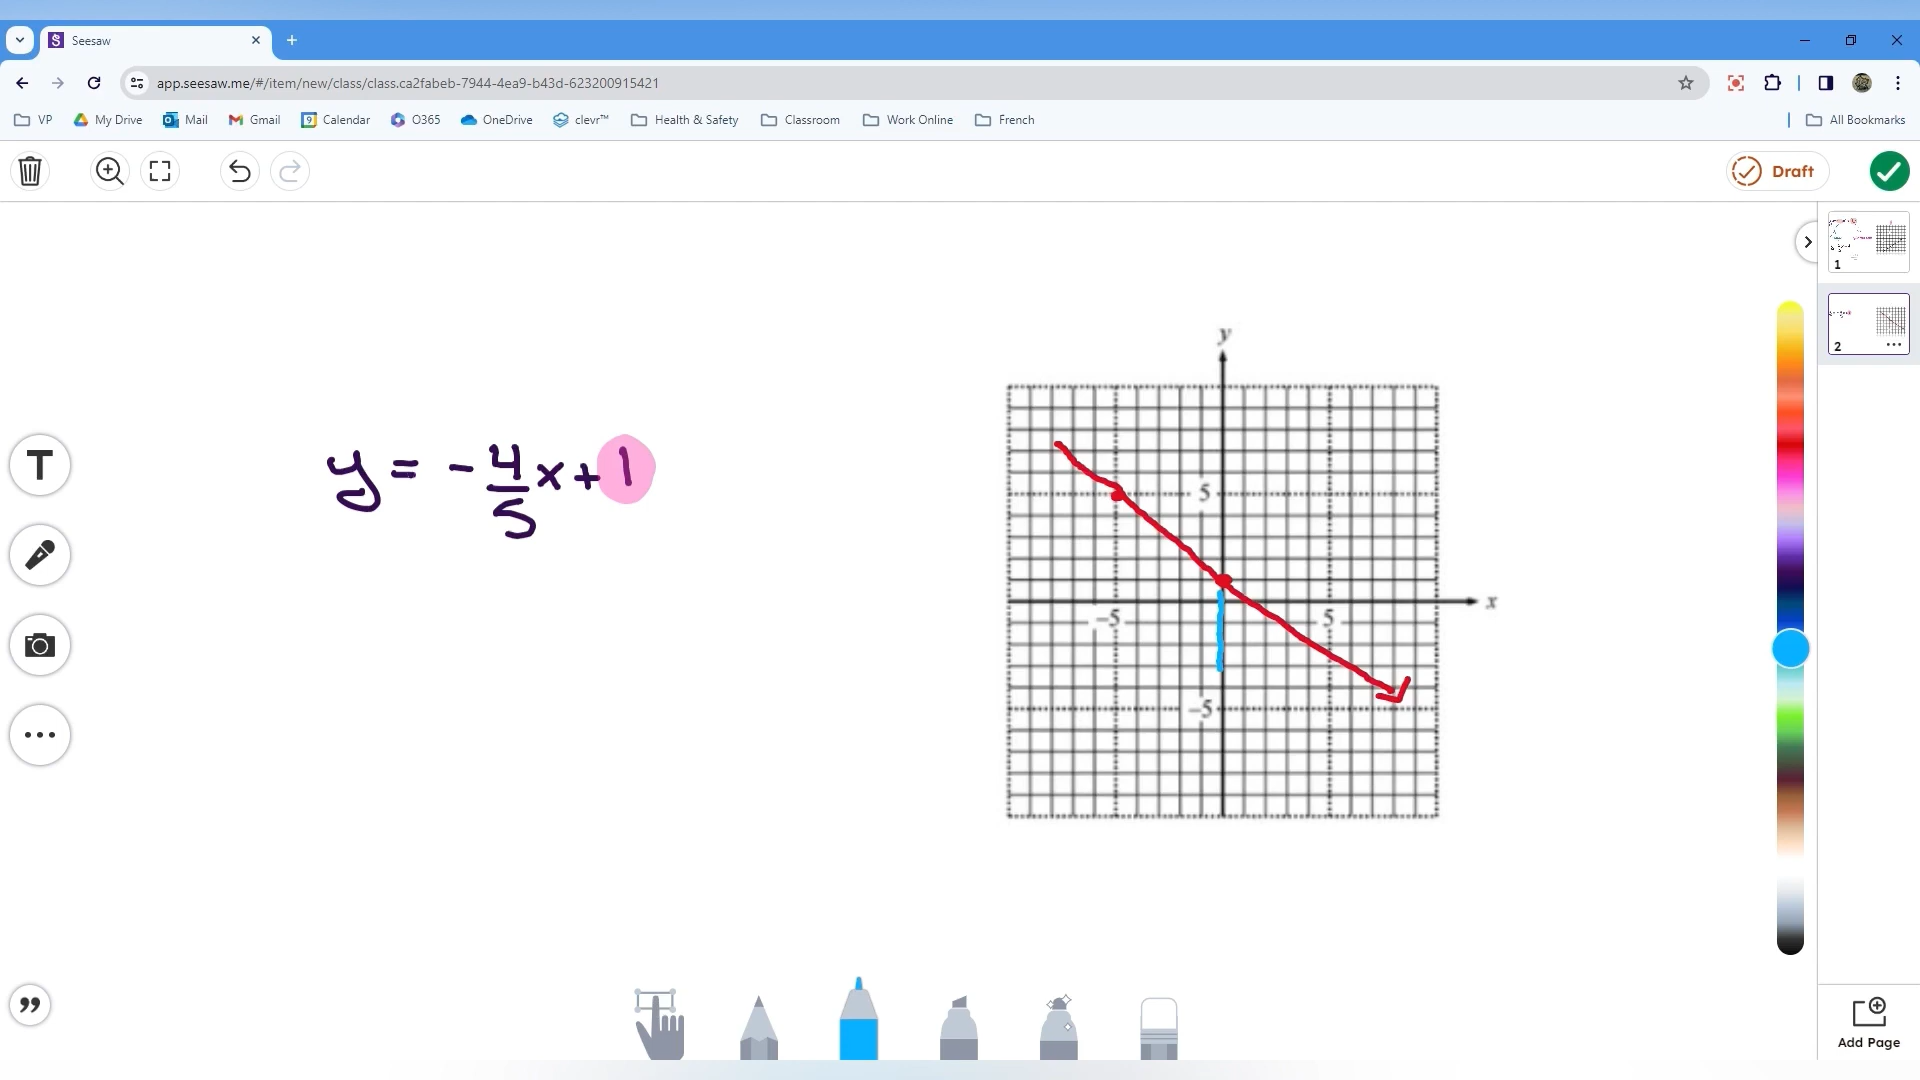 Seesaw
app.seesaw.me/#/item/new/class/class.ca2fabeb-7944-4ea9-b43d-623200915421
VP My Drive Mail Gmail Calendar O365 OneDrive clevr™ Health & Safety Classroom Work Online French All Bookmarks
Draft
1
2
y = -4/5 x + 1
y
5
-5 5 x
-5
T
Add Page